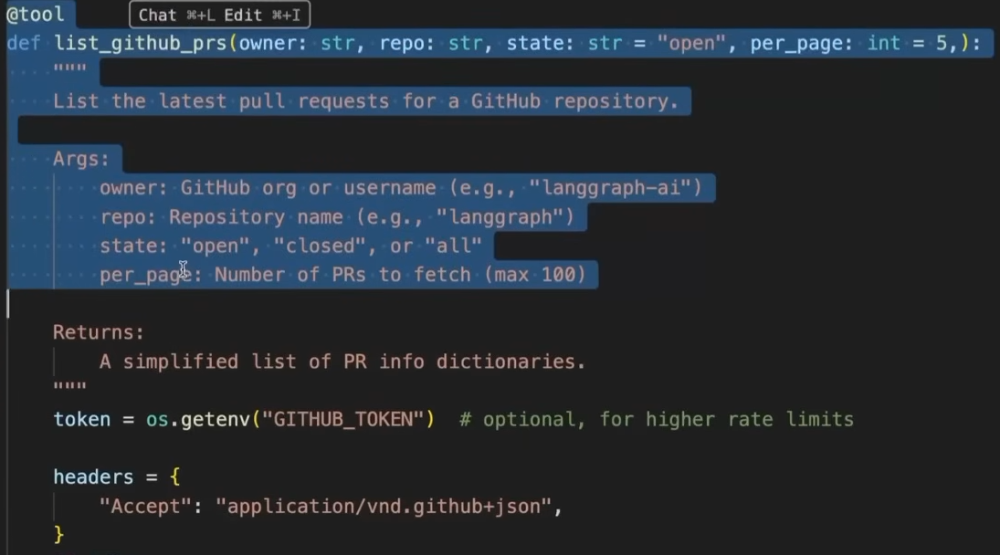 @tool
Chat ⌘+L Edit ⌘+I
def list_github_prs(owner: str, repo: str, state: str = "open", per_page: int = 5,):
    """
    List the latest pull requests for a GitHub repository.

    Args:
        owner: GitHub org or username (e.g., "langgraph-ai")
        repo: Repository name (e.g., "langgraph")
        state: "open", "closed", or "all"
        per_page: Number of PRs to fetch (max 100)

    Returns:
        A simplified list of PR info dictionaries.
    """
    token = os.getenv("GITHUB_TOKEN")  # optional, for higher rate limits

    headers = {
        "Accept": "application/vnd.github+json",
    }